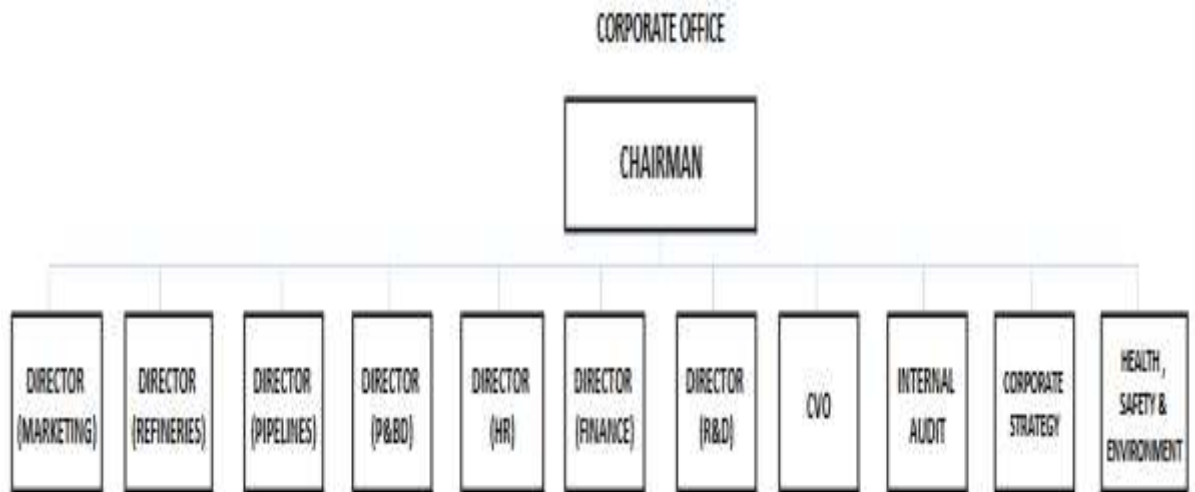 CORPORATE OFFICE
CHAIRMAN
DIRECTOR
(MARKETING)
DIRECTOR
(REFINERIES)
DIRECTOR
(PIPELINES)
DIRECTOR
(P&BD)
DIRECTOR
(HR)
DIRECTOR
(FINANCE)
DIRECTOR
(R&D)
CVO
INTERNAL
AUDIT
CORPORATE
STRATEGY
HEALTH ,
SAFETY &
ENVIRONMENT